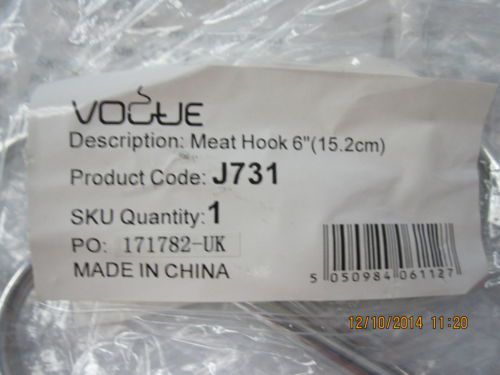 VOGUE
Description: Meat Hook 6"(15.2cm)
Product Code: J731
SKU Quantity: 1
PO: 171782-UK
MADE IN CHINA
5 050984 061127
12/10/2014 11:20